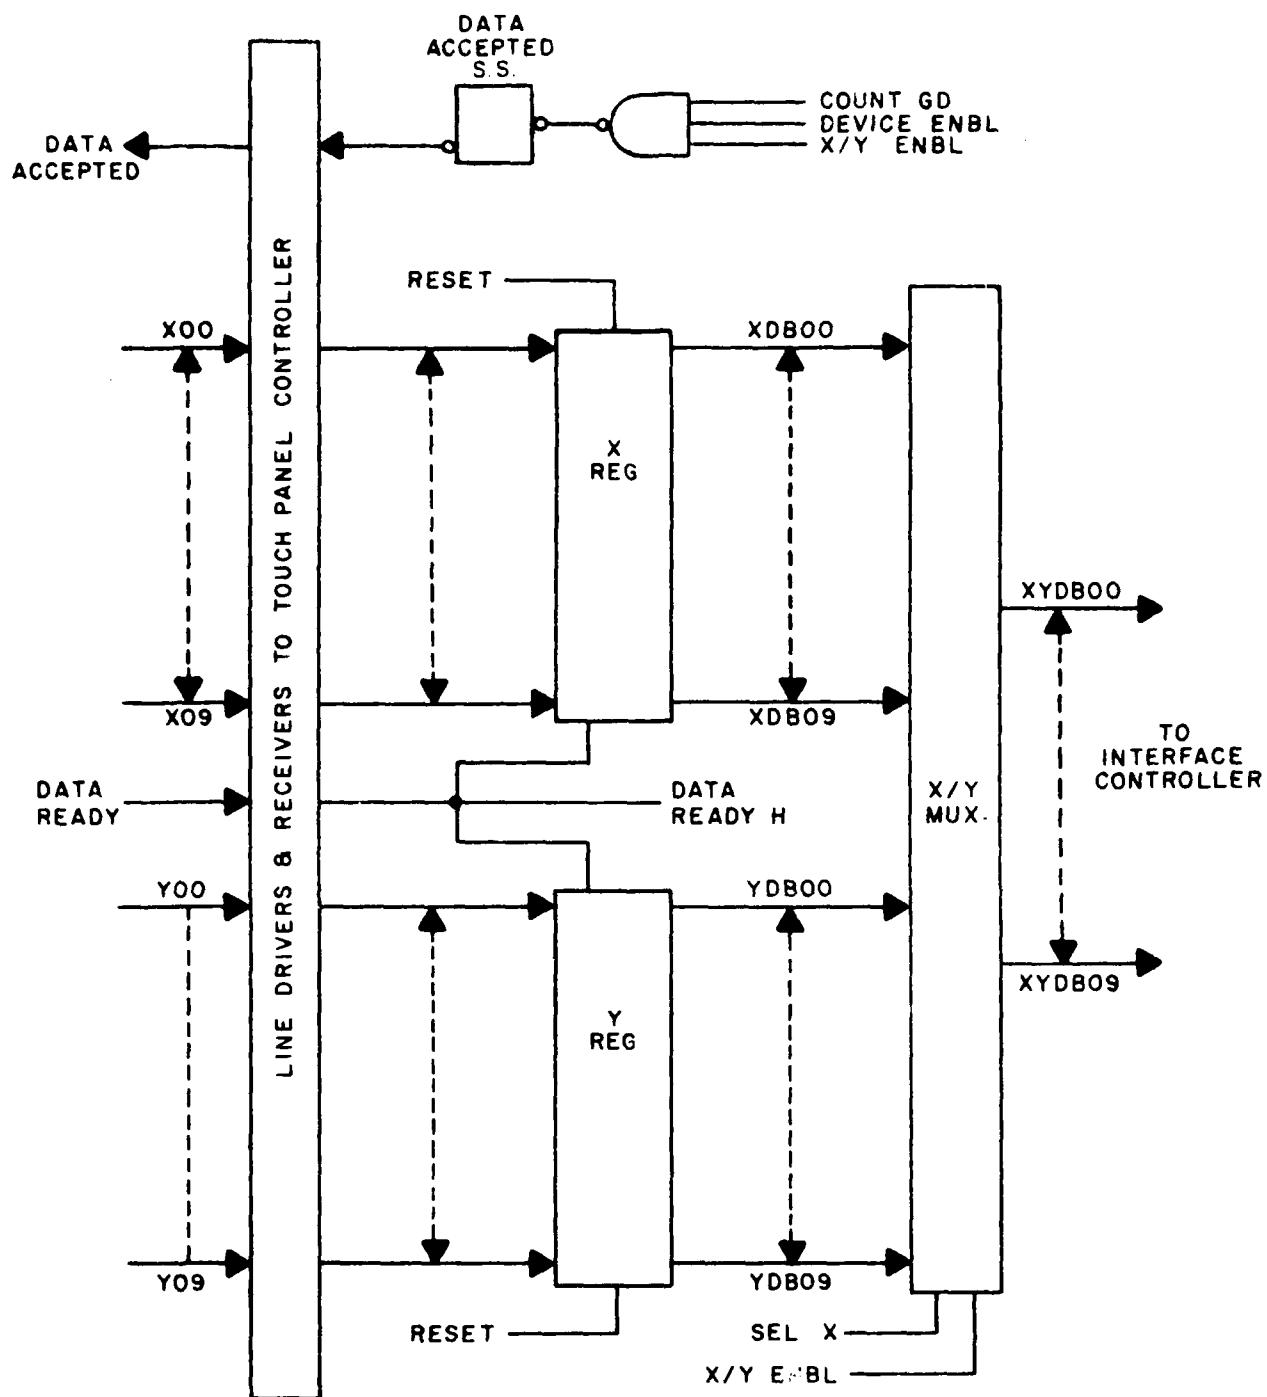 DATA
ACCEPTED
S.S.
COUNT GD
DEVICE ENBL
X/Y ENBL
DATA
ACCEPTED
LINE DRIVERS & RECEIVERS TO TOUCH PANEL CONTROLLER
RESET
X00
XDB00
X
REG
XYDB00
X09
XDB09
TO
INTERFACE
CONTROLLER
DATA
READY
DATA
READY H
X/Y
MUX.
Y00
YDB00
XYDB09
Y
REG
Y09
YDB09
RESET
SEL X
X/Y